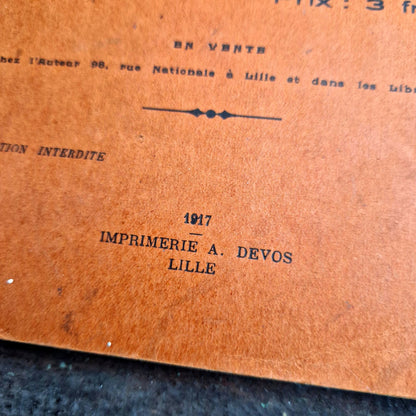 Prix : 3 fr
EN VENTE
chez l'Auteur 98, rue Nationale à Lille et dans les Libr
TION INTERDITE
1917
IMPRIMERIE A. DEVOS
LILLE